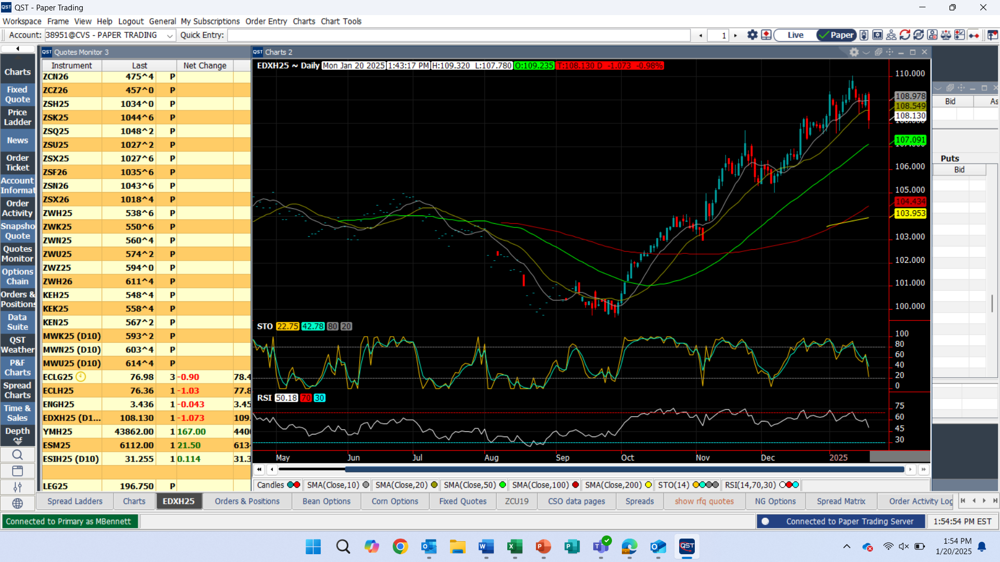 QST QST - Paper Trading
Workspace Frame View Help Logout General My Subscriptions Order Entry Charts Chart Tools
Account: 38951@CVS - PAPER TRADING Quick Entry: 1 Live Paper
QST Quotes Monitor 3
Instrument Last Net Change
ZCN26 475^4 P
ZCZ26 457^0 P
ZSH25 1034^0 P
ZSK25 1044^6 P
ZSQ25 1048^2 P
ZSU25 1027^2 P
ZSX25 1027^6 P
ZSF26 1035^6 P
ZSN26 1043^6 P
ZSX26 1018^4 P
ZWH25 538^6 P
ZWK25 550^6 P
ZWN25 560^4 P
ZWU25 574^2 P
ZWZ25 594^0 P
ZWH26 611^4 P
KEH25 548^4 P
KEK25 558^4 P
KEN25 567^2 P
MWK25 (D10) 593^2 P
MWN25 (D10) 603^4 P
MWU25 (D10) 614^4 P
ECLG25 76.98 3 -0.90 78.4
ECLH25 76.36 1 -1.03 77.8
ENGH25 3.436 1 -0.043 3.45
EDXH25 (D1... 108.130 1 -1.073 109.
YMH25 43862.00 1 167.00 440
ESM25 6112.00 1 21.50 613
ESIH25 (D10) 31.255 1 0.114 31.3
LEG25 196.750 P
Charts
Fixed
Quote
Price
Ladder
News
Order
Ticket
Account
Informat
Order
Activity
Snapsho
Quote
Quotes
Monitor
Options
Chain
Orders &
Positions
Data
Suite
QST
Weather
P&F
Charts
Spread
Charts
Time &
Sales
Depth
QST Charts 2
EDXH25 ~ Daily Mon Jan 20 2025 1:43:17 PM H:109.320 L:107.780 O:109.235 T:108.130 D -1.073 -0.98%
110.000
108.978
108.549
108.130
107.091
106.000
105.000
104.434
103.953
103.000
102.000
101.000
100.000
STO 22.75 42.78 80 20
100
80
60
40
20
0
RSI 50.18 70 30
75
60
45
30
May Jun Jul Aug Sep Oct Nov Dec 2025
Candles SMA(Close,10) SMA(Close,20) SMA(Close,50) SMA(Close,100) SMA(Close,200) STO(14) RSI(14,70,30)
Bid As
Puts
Bid
Spread Ladders Charts EDXH25 Orders & Positions Bean Options Corn Options Fixed Quotes ZCU19 CSO data pages Spreads show rfq quotes NG Options Spread Matrix Order Activity Log
Connected to Primary as MBennett Connected to Paper Trading Server 1:54:54 PM EST
QST
1:54 PM
1/20/2025